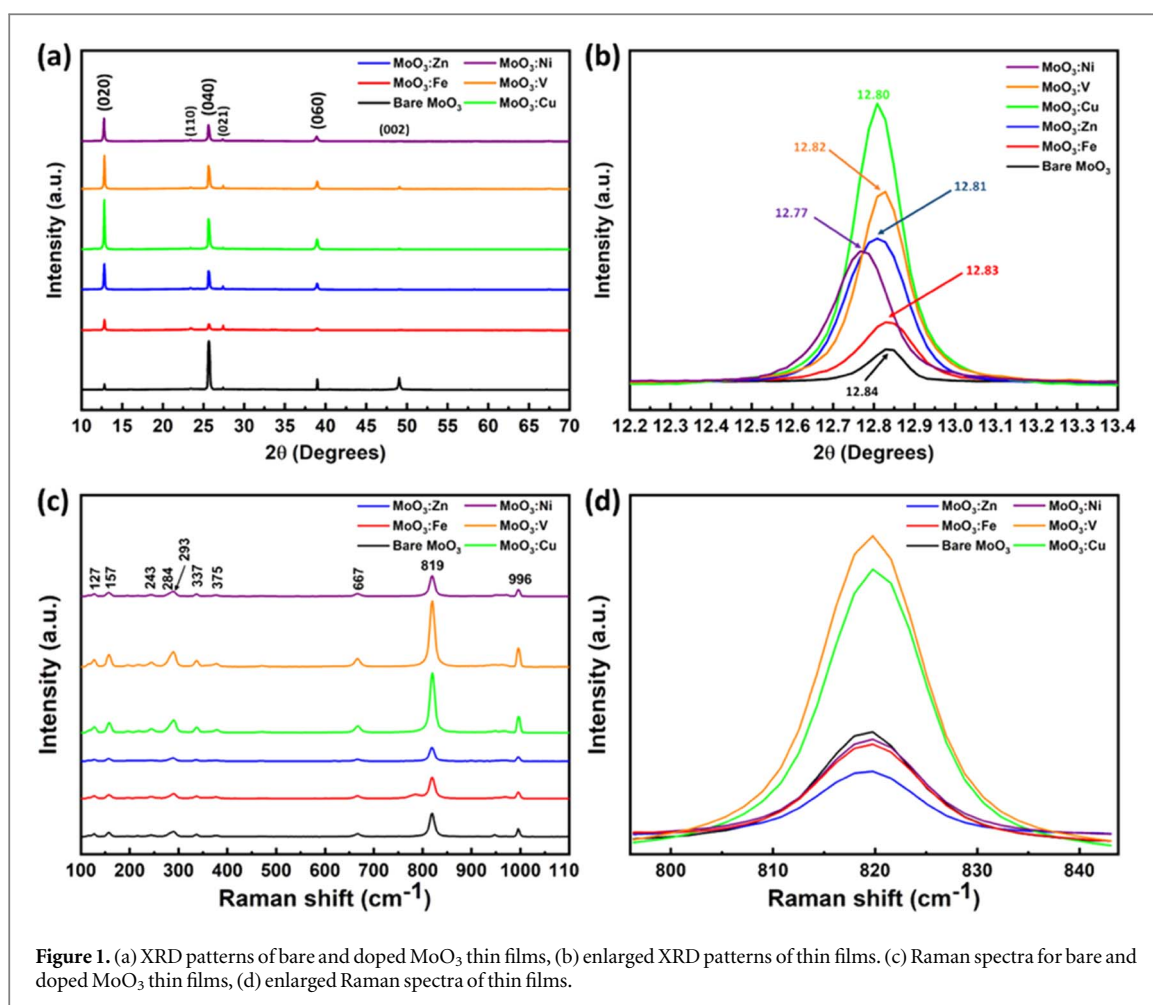 (a)
MoO₃:Zn MoO₃:Ni
MoO₃:Fe MoO₃:V
Bare MoO₃ MoO₃:Cu
(020)
(110)
(040)
(021)
(060)
(002)
Intensity (a.u.)
10 15 20 25 30 35 40 45 50 55 60 65 70
2θ (Degrees)
(b)
MoO₃:Ni
MoO₃:V
MoO₃:Cu
MoO₃:Zn
MoO₃:Fe
Bare MoO₃
12.80
12.82
12.81
12.77
12.83
12.84
Intensity (a.u.)
12.2 12.3 12.4 12.5 12.6 12.7 12.8 12.9 13.0 13.1 13.2 13.3 13.4
2θ (Degrees)
(c)
MoO₃:Zn MoO₃:Ni
MoO₃:Fe MoO₃:V
Bare MoO₃ MoO₃:Cu
127 157 243 284 293 337 375 667 819 996
Intensity (a.u.)
100 200 300 400 500 600 700 800 900 1000 1100
Raman shift (cm⁻¹)
(d)
MoO₃:Zn MoO₃:Ni
MoO₃:Fe MoO₃:V
Bare MoO₃ MoO₃:Cu
Intensity (a.u.)
800 810 820 830 840
Raman shift (cm⁻¹)
Figure 1. (a) XRD patterns of bare and doped MoO₃ thin films, (b) enlarged XRD patterns of thin films. (c) Raman spectra for bare and
doped MoO₃ thin films, (d) enlarged Raman spectra of thin films.